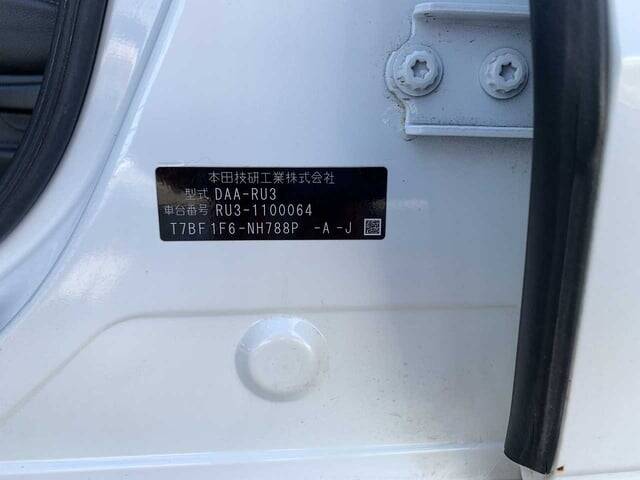 本田技研工業株式会社
型式 DAA-RU3
車台番号 RU3-1100064
T7BF1F6-NH788P -A -J